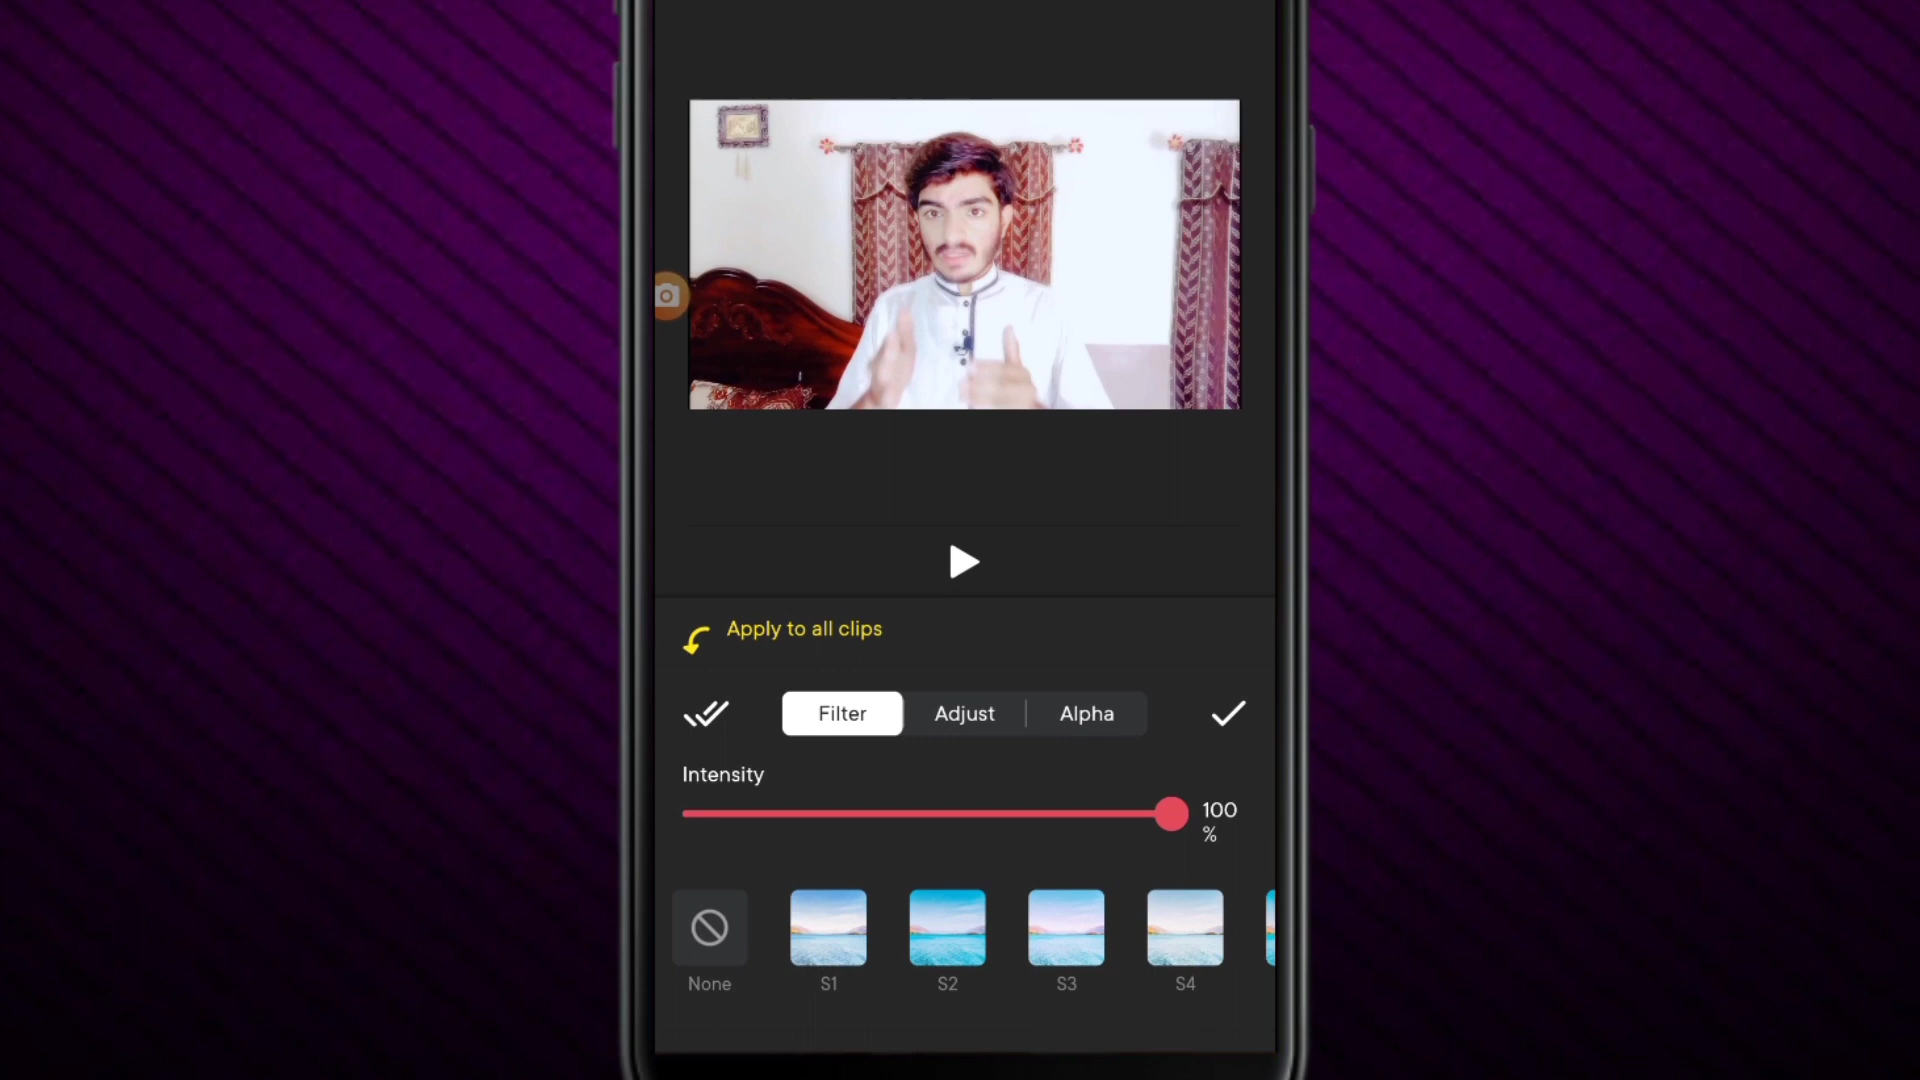 Apply to all clips
Filter Adjust Alpha
Intensity
100
%
None S1 S2 S3 S4